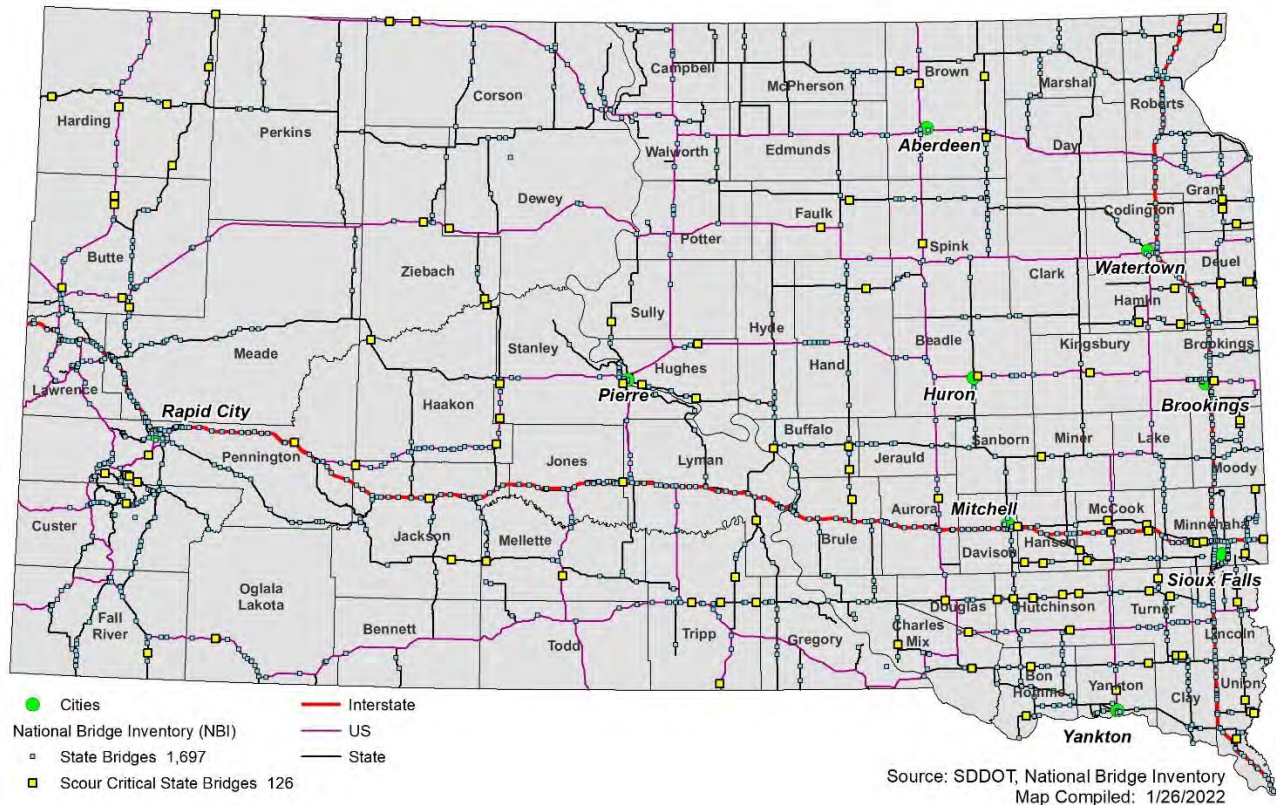 Campbell
McPherson
Brown
Marshal
Roberts
Harding
Corson
Perkins
Aberdeen
Walworth
Edmunds
Day
Grant
Dewey
Faulk
Codington
Potter
Spink
Butte
Ziebach
Clark
Watertown
Deuel
Hamlin
Sully
Hyde
Beadle
Kingsbury
Brookings
Meade
Stanley
Hughes
Hand
Lawrence
Haakon
Pierre
Huron
Brookings
Rapid City
Buffalo
Sanborn
Miner
Lake
Pennington
Jones
Lyman
Jerauld
Moody
Custer
Aurora
Mitchell
McCook
Minnehaha
Jackson
Mellette
Brule
Davison
Hanson
Sioux Falls
Oglala
Lakota
Fall
River
Bennett
Todd
Tripp
Gregory
Douglas
Hutchinson
Turner
Charles
Mix
Lincoln
Bon
Homme
Yankton
Clay
Union
Yankton
Cities
National Bridge Inventory (NBI)
State Bridges 1,697
Scour Critical State Bridges 126
Interstate
US
State
Source: SDDOT, National Bridge Inventory
Map Compiled: 1/26/2022